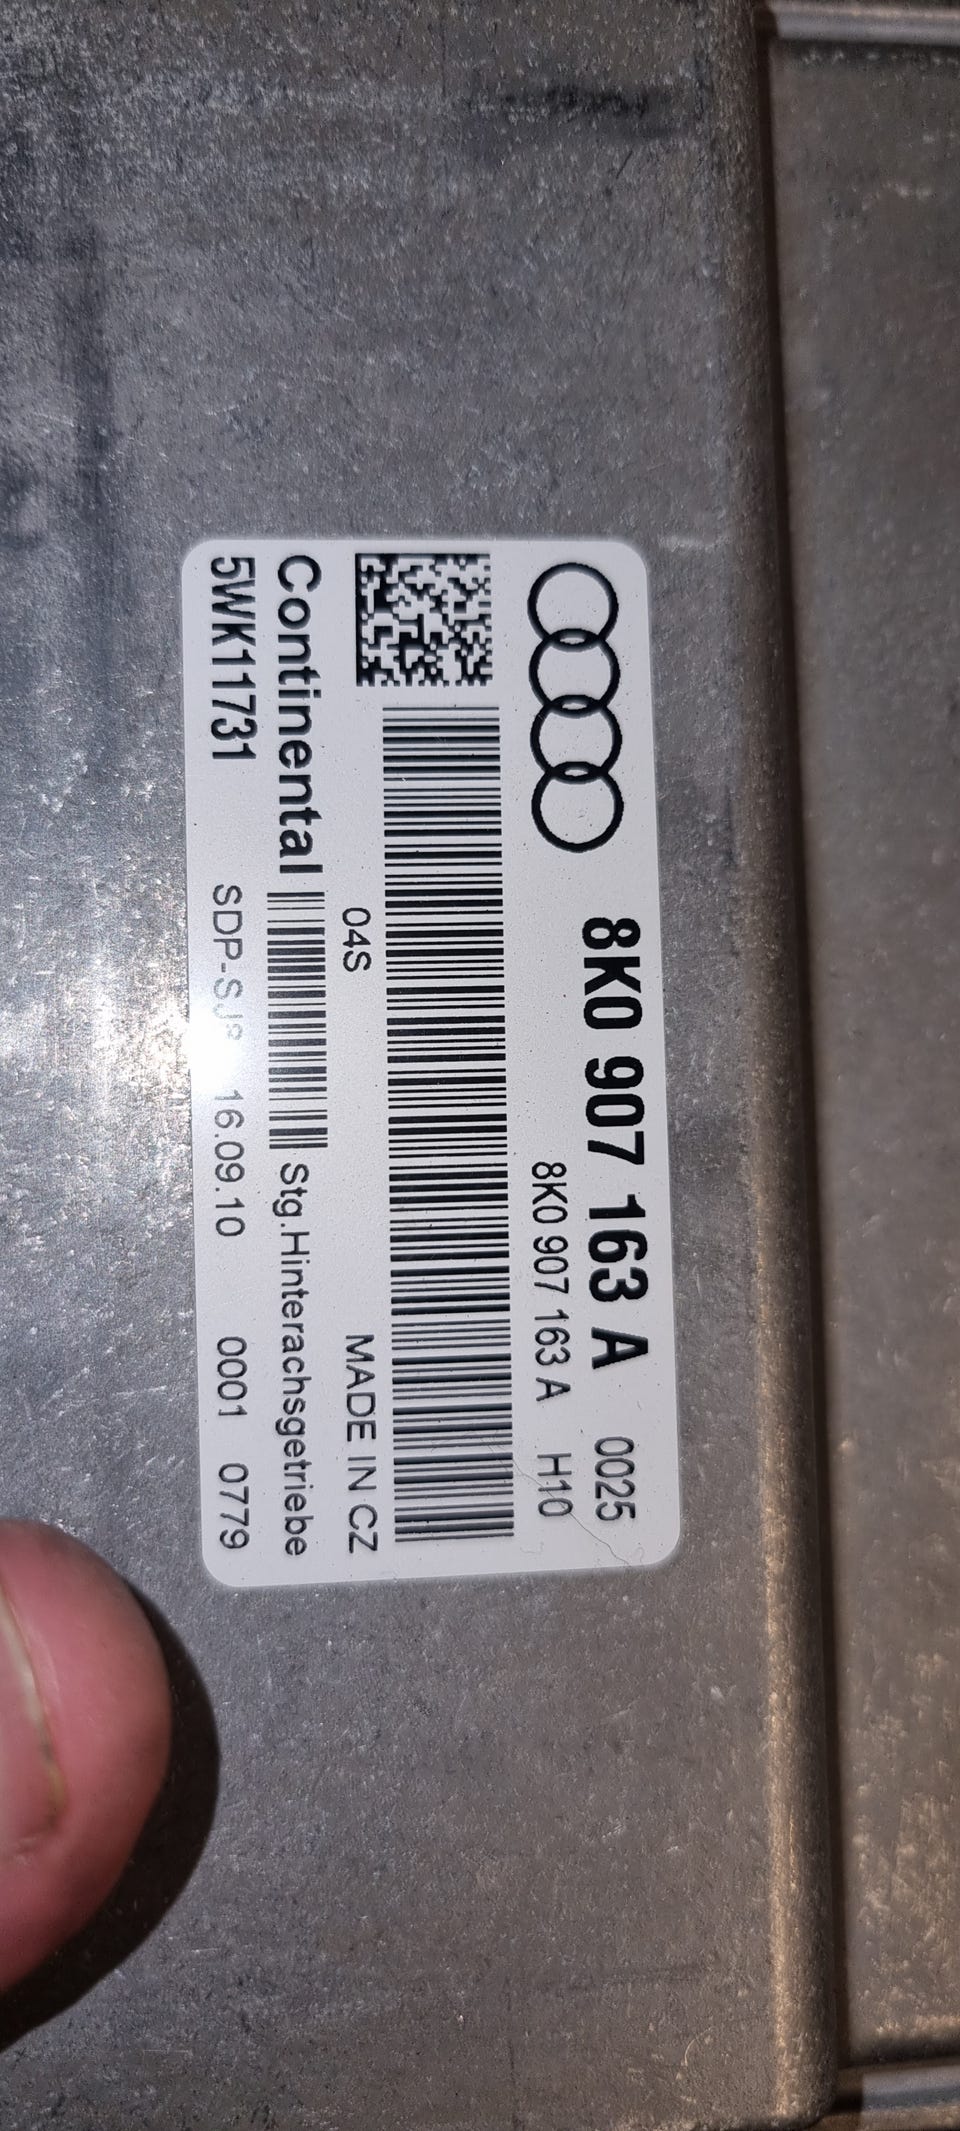 8K0 907 163 A 0025
8K0 907 163 A H10
04S MADE IN CZ
Continental Stg.Hinterachsgetriebe
5WK11731 16.09.10 0001 0779